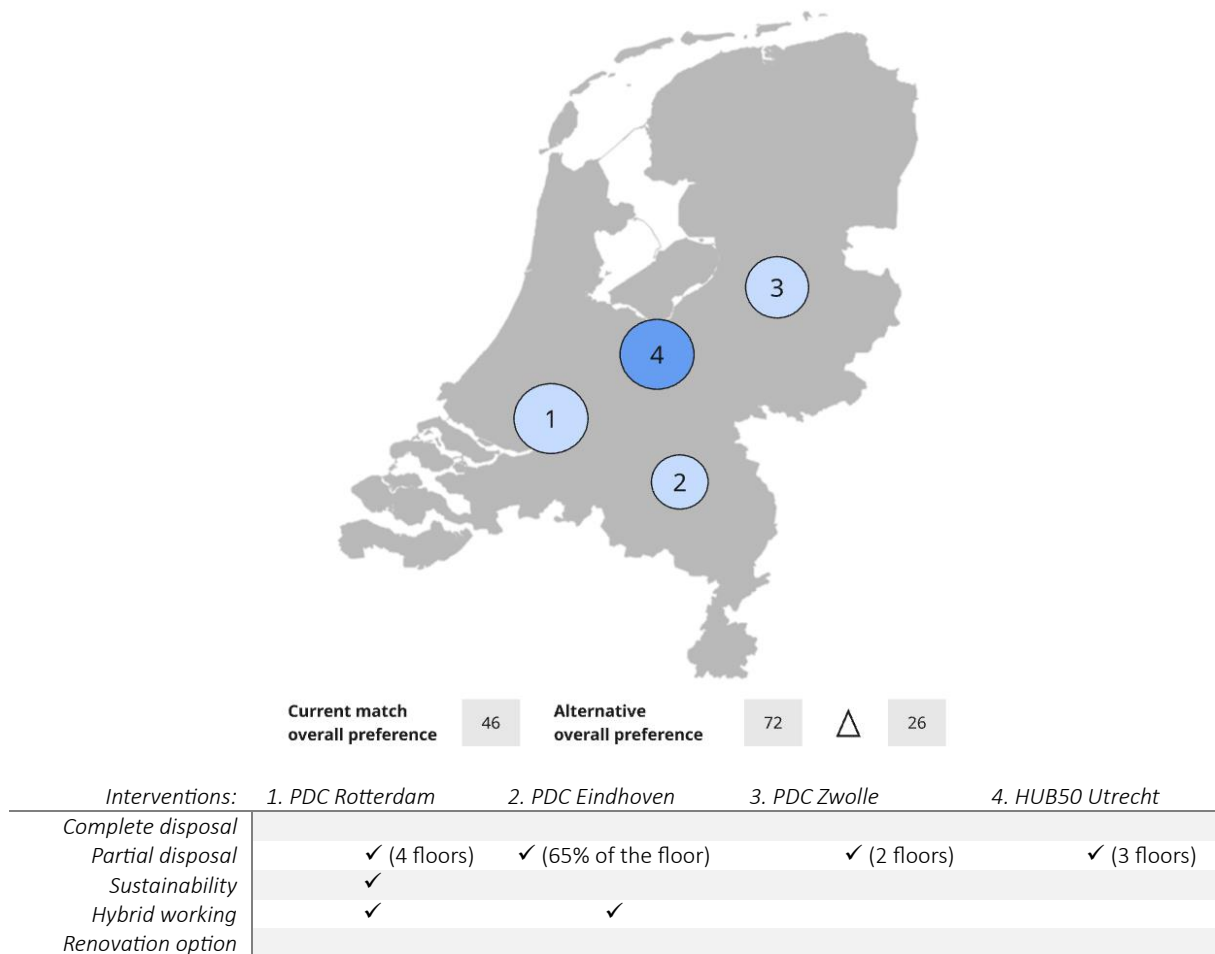 3
4
1
2
Current match
overall preference
46
Alternative
overall preference
72
△
26
Interventions: 1. PDC Rotterdam 2. PDC Eindhoven 3. PDC Zwolle 4. HUB50 Utrecht
Complete disposal
Partial disposal ✓ (4 floors) ✓ (65% of the floor) ✓ (2 floors) ✓ (3 floors)
Sustainability ✓
Hybrid working ✓ ✓
Renovation option